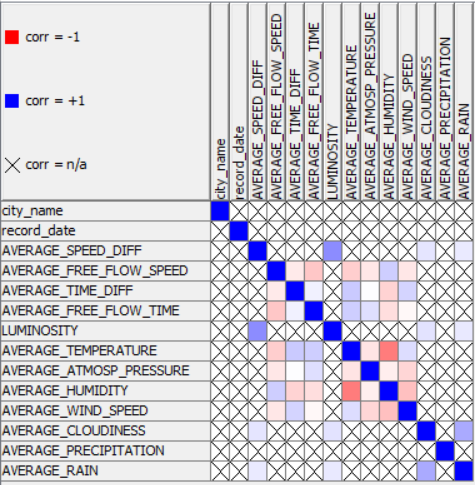 corr = -1
corr = +1
corr = n/a
city_name
record_date
AVERAGE_SPEED_DIFF
AVERAGE_FREE_FLOW_SPEED
AVERAGE_TIME_DIFF
AVERAGE_FREE_FLOW_TIME
LUMINOSITY
AVERAGE_TEMPERATURE
AVERAGE_ATMOSP_PRESSURE
AVERAGE_HUMIDITY
AVERAGE_WIND_SPEED
AVERAGE_CLOUDINESS
AVERAGE_PRECIPITATION
AVERAGE_RAIN
city_name
record_date
AVERAGE_SPEED_DIFF
AVERAGE_FREE_FLOW_SPEED
AVERAGE_TIME_DIFF
AVERAGE_FREE_FLOW_TIME
LUMINOSITY
AVERAGE_TEMPERATURE
AVERAGE_ATMOSP_PRESSURE
AVERAGE_HUMIDITY
AVERAGE_WIND_SPEED
AVERAGE_CLOUDINESS
AVERAGE_PRECIPITATION
AVERAGE_RAIN